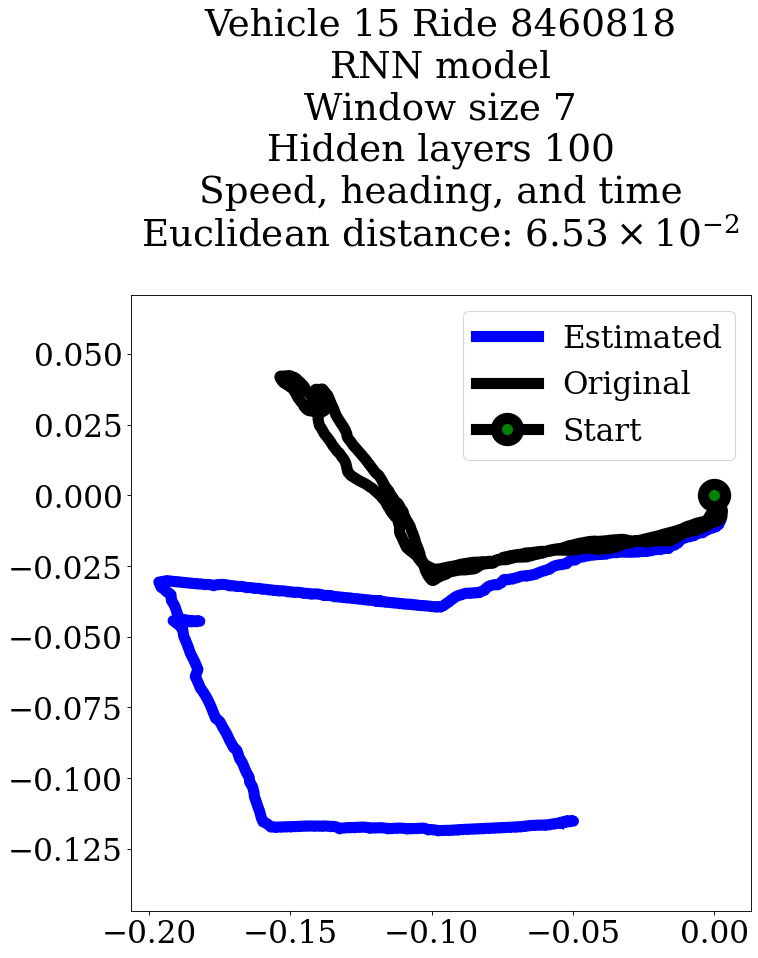 Vehicle 15 Ride 8460818
RNN model
Window size 7
Hidden layers 100
Speed, heading, and time
Euclidean distance: 6.53 × 10⁻²
Estimated
Original
Start
0.050
0.025
0.000
−0.025
−0.050
−0.075
−0.100
−0.125
−0.20 −0.15 −0.10 −0.05 0.00